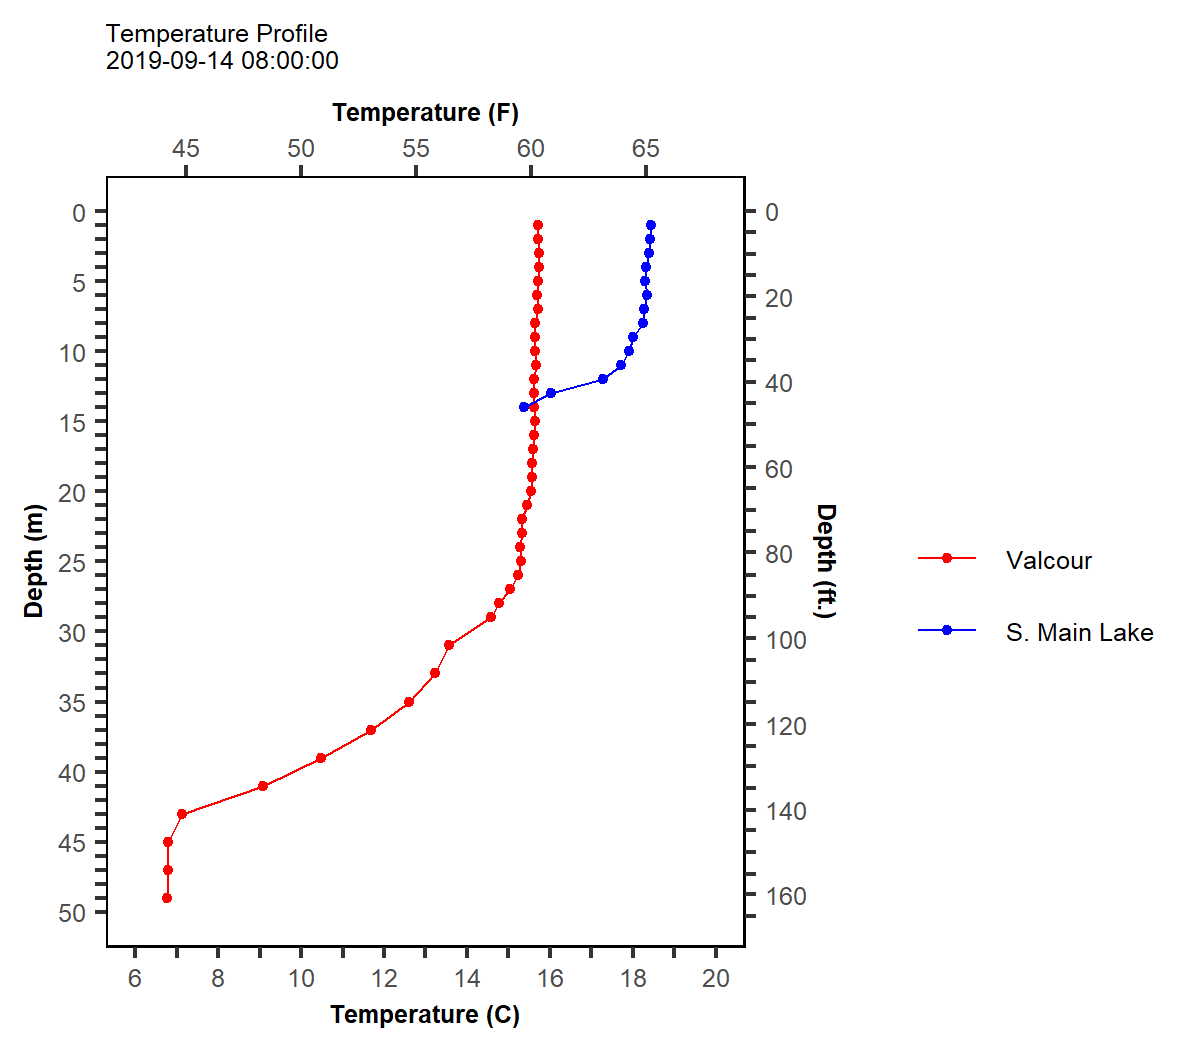 Temperature Profile
2019-09-14 08:00:00
Temperature (F)
45 50 55 60 65
0
5
10
15
20
25
30
35
40
45
50
Depth (m)
0
20
40
60
80
100
120
140
160
Depth (ft.)
Valcour
S. Main Lake
6 8 10 12 14 16 18 20
Temperature (C)